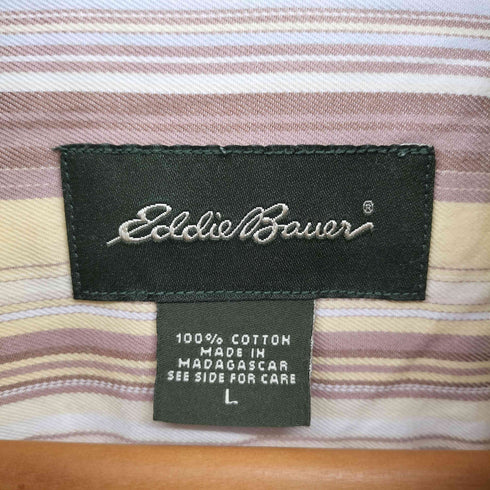 Eddie Bauer®
100% COTTON
MADE IN
MADAGASCAR
SEE SIDE FOR CARE
L